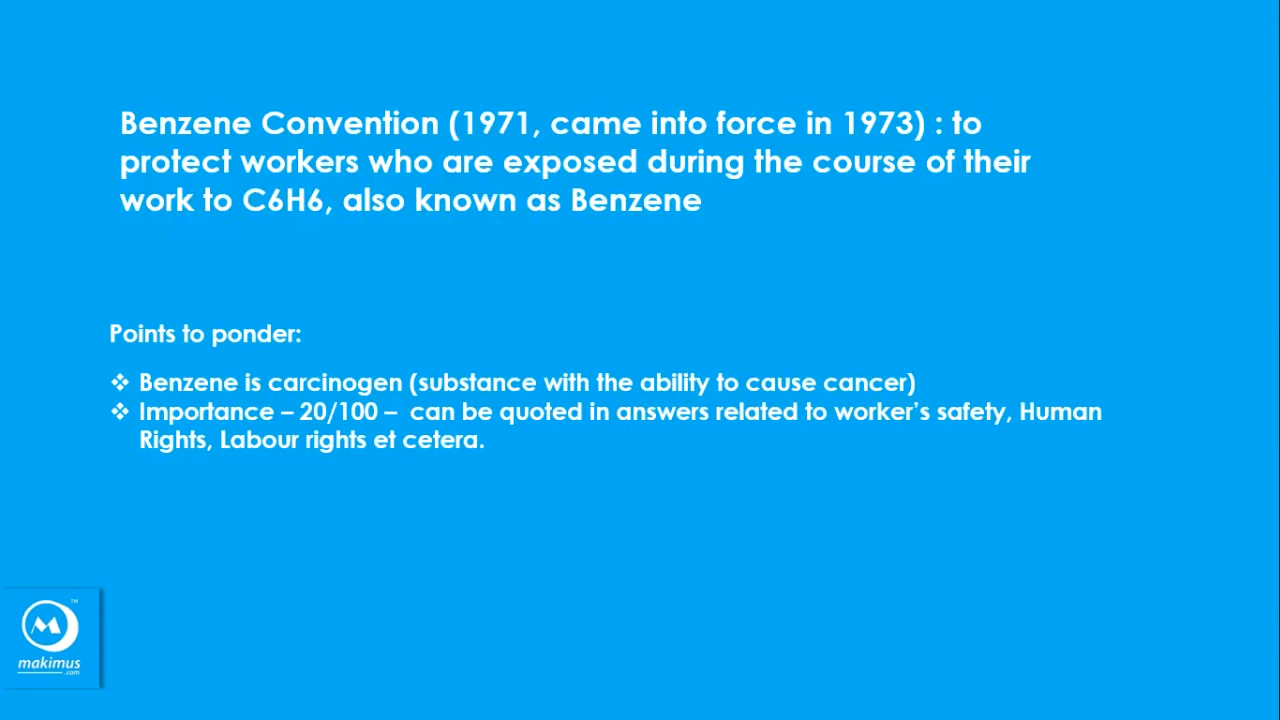 Benzene Convention (1971, came into force in 1973) : to
protect workers who are exposed during the course of their
work to C6H6, also known as Benzene
Points to ponder:
❖ Benzene is carcinogen (substance with the ability to cause cancer)
❖ Importance – 20/100 – can be quoted in answers related to worker’s safety, Human
Rights, Labour rights et cetera.
M
TM
makimus
.com